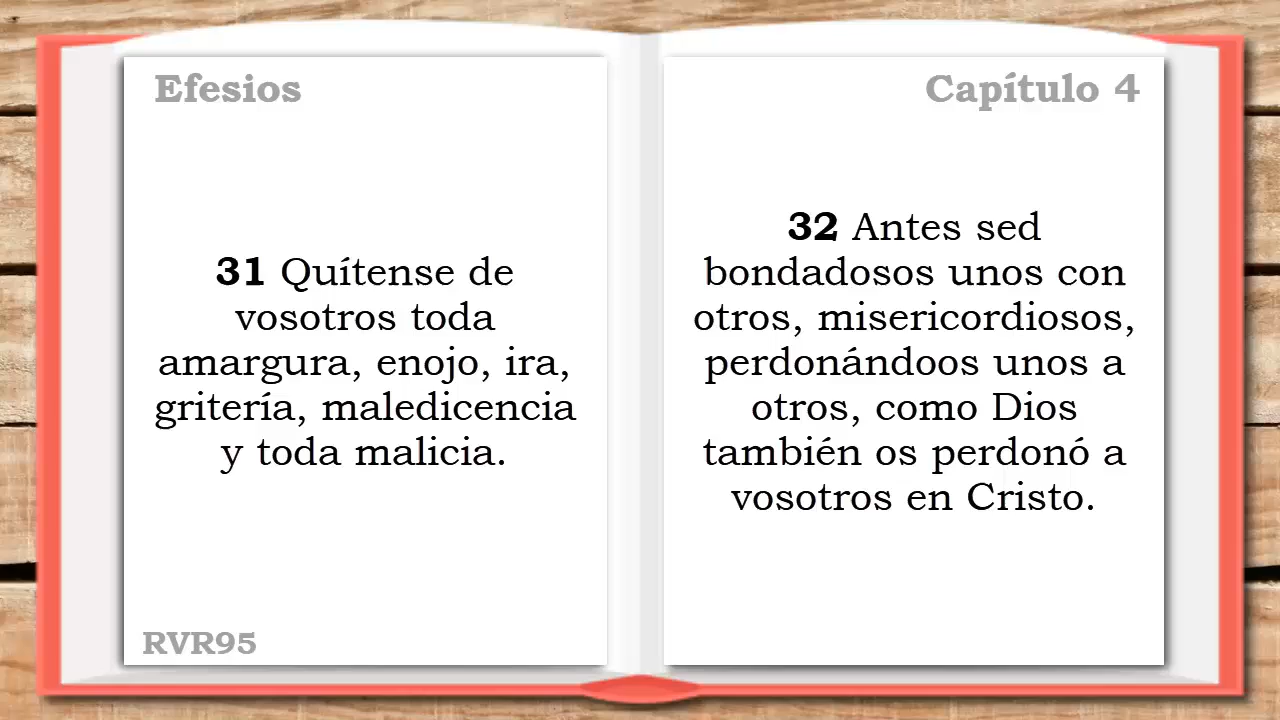 Efesios
31 Quítense de
vosotros toda
amargura, enojo, ira,
gritería, maledicencia
y toda malicia.
RVR95
Capítulo 4
32 Antes sed
bondadosos unos con
otros, misericordiosos,
perdonándoos unos a
otros, como Dios
también os perdonó a
vosotros en Cristo.